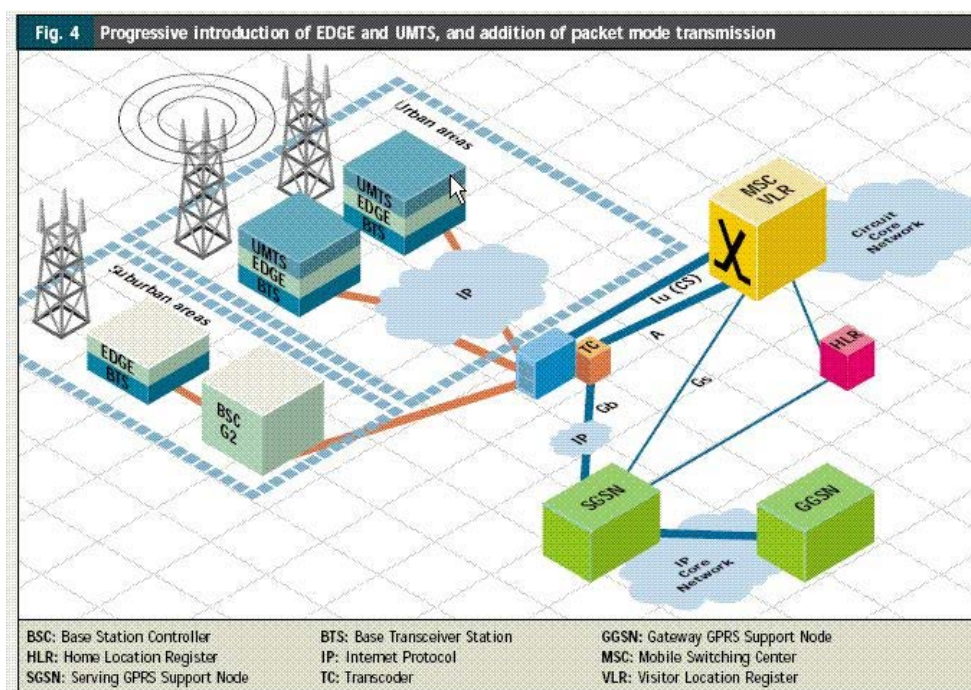 Fig. 4 Progressive introduction of EDGE and UMTS, and addition of packet mode transmission
Urban areas
UMTS
EDGE
BTS
UMTS
EDGE
BTS
IP
Suburban areas
EDGE
BTS
BSC
G2
MSC
VLR
Circuit
Core
Network
Iu (CS)
A
TC
HLR
Gs
Gb
IP
SGSN
GGSN
IP
Core
Network
BSC: Base Station Controller
BTS: Base Transceiver Station
GGSN: Gateway GPRS Support Node
HLR: Home Location Register
IP: Internet Protocol
MSC: Mobile Switching Center
SGSN: Serving GPRS Support Node
TC: Transcoder
VLR: Visitor Location Register